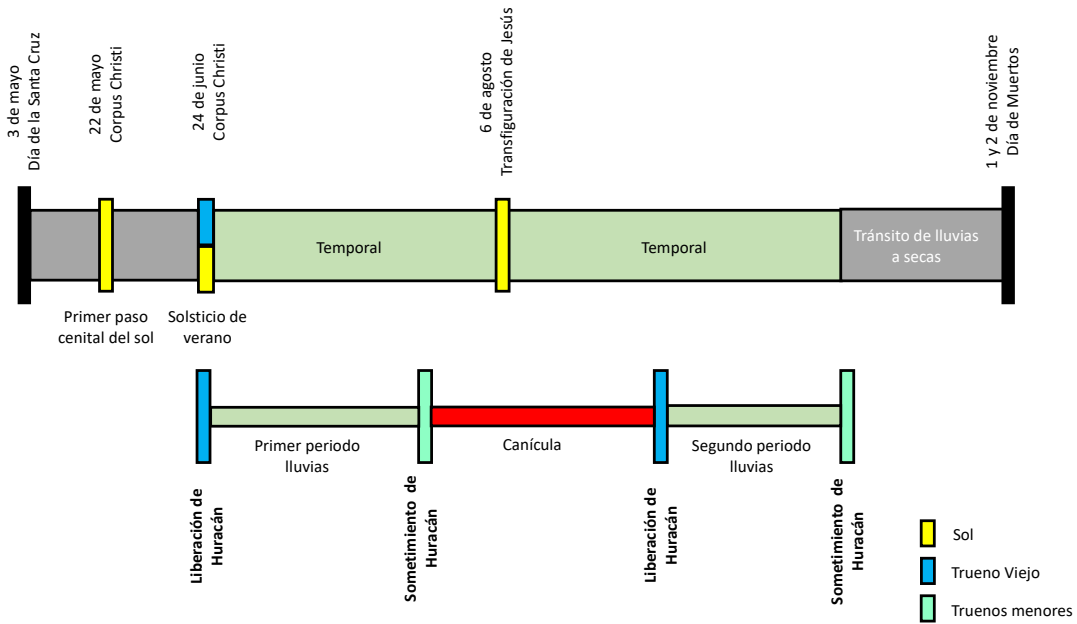 3 de mayo
Día de la Santa Cruz
22 de mayo
Corpus Christi
24 de junio
Corpus Christi
6 de agosto
Transfiguración de Jesús
1 y 2 de noviembre
Día de Muertos
Temporal
Temporal
Tránsito de lluvias
a secas
Primer paso
cenital del sol
Solsticio de
verano
Primer periodo
lluvias
Canícula
Segundo periodo
lluvias
Liberación de
Huracán
Sometimiento de
Huracán
Liberación de
Huracán
Sometimiento de
Huracán
Sol
Trueno Viejo
Truenos menores